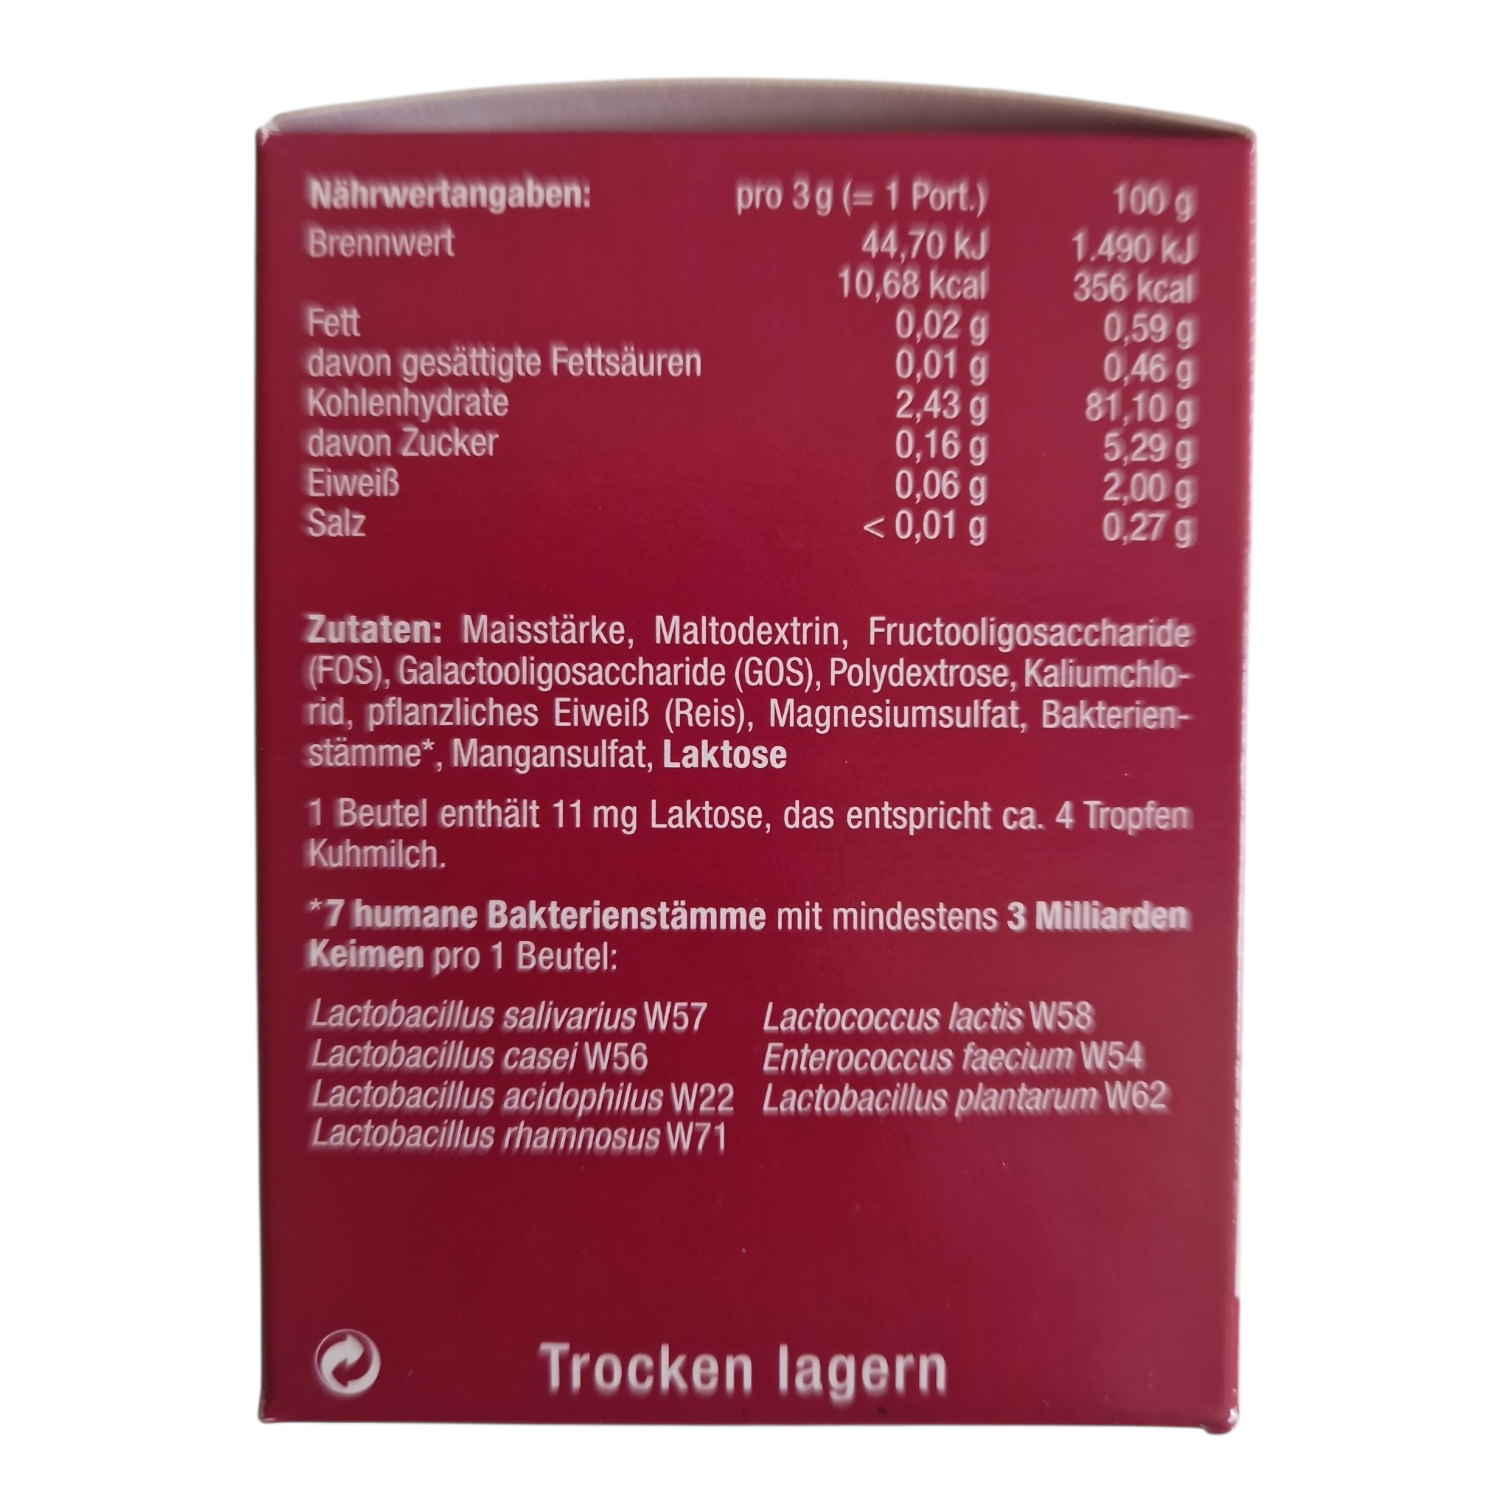 Nährwertangaben: pro 3 g (= 1 Port.) 100 g
Brennwert 44,70 kJ 1.490 kJ
10,68 kcal 356 kcal
Fett 0,02 g 0,59 g
davon gesättigte Fettsäuren 0,01 g 0,46 g
Kohlenhydrate 2,43 g 81,10 g
davon Zucker 0,16 g 5,29 g
Eiweiß 0,06 g 2,00 g
Salz < 0,01 g 0,27 g
Zutaten: Maisstärke, Maltodextrin, Fructooligosaccharide
(FOS), Galactooligosaccharide (GOS), Polydextrose, Kaliumchlo-
rid, pflanzliches Eiweiß (Reis), Magnesiumsulfat, Bakterien-
stämme*, Mangansulfat, Laktose
1 Beutel enthält 11 mg Laktose, das entspricht ca. 4 Tropfen
Kuhmilch.
*7 humane Bakterienstämme mit mindestens 3 Milliarden
Keimen pro 1 Beutel:
Lactobacillus salivarius W57 Lactococcus lactis W58
Lactobacillus casei W56 Enterococcus faecium W54
Lactobacillus acidophilus W22 Lactobacillus plantarum W62
Lactobacillus rhamnosus W71
Trocken lagern